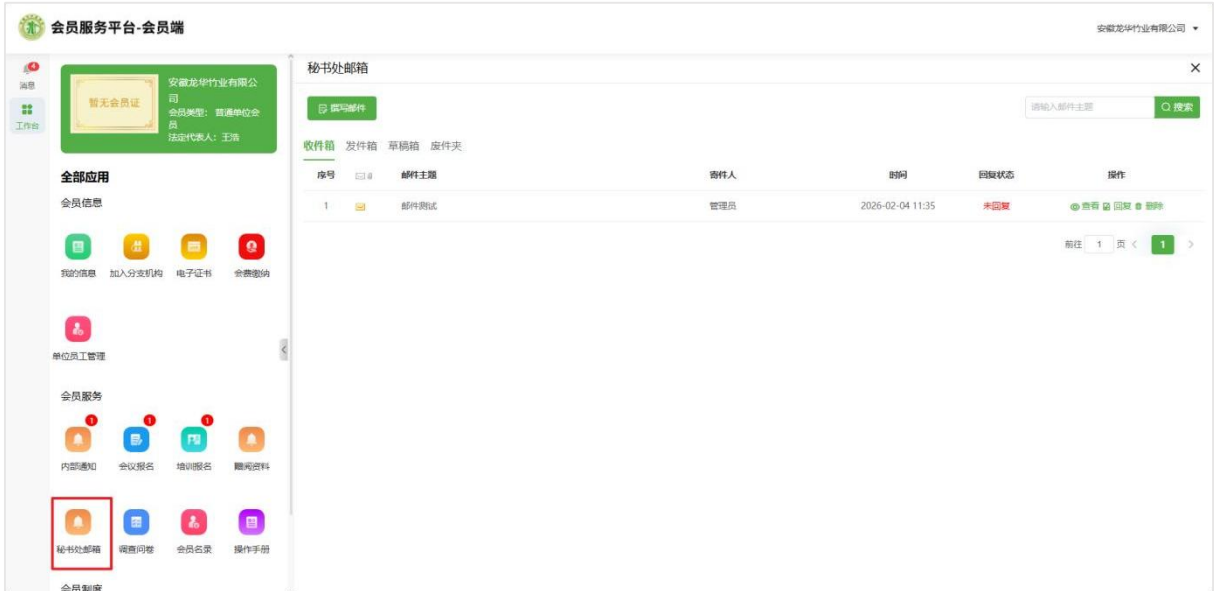 会员服务平台-会员端
安徽龙华竹业有限公司
4
消息
工作台
暂无会员证
安徽龙华竹业有限公
司
会员类型：普通单位会
员
法定代表人：王浩
全部应用
会员信息
我的信息 加入分支机构 电子证书 会费缴纳
单位员工管理
会员服务
1 1 1
内部通知 会议报名 培训报名 赠阅资料
秘书处邮箱 调查问卷 会员名录 操作手册
会员制度
秘书处邮箱
撰写邮件
请输入邮件主题 搜索
收件箱 发件箱 草稿箱 废件夹
序号 邮件主题 寄件人 时间 回复状态 操作
1 邮件测试 管理员 2026-02-04 11:35 未回复 查看 回复 删除
前往 1 页 1